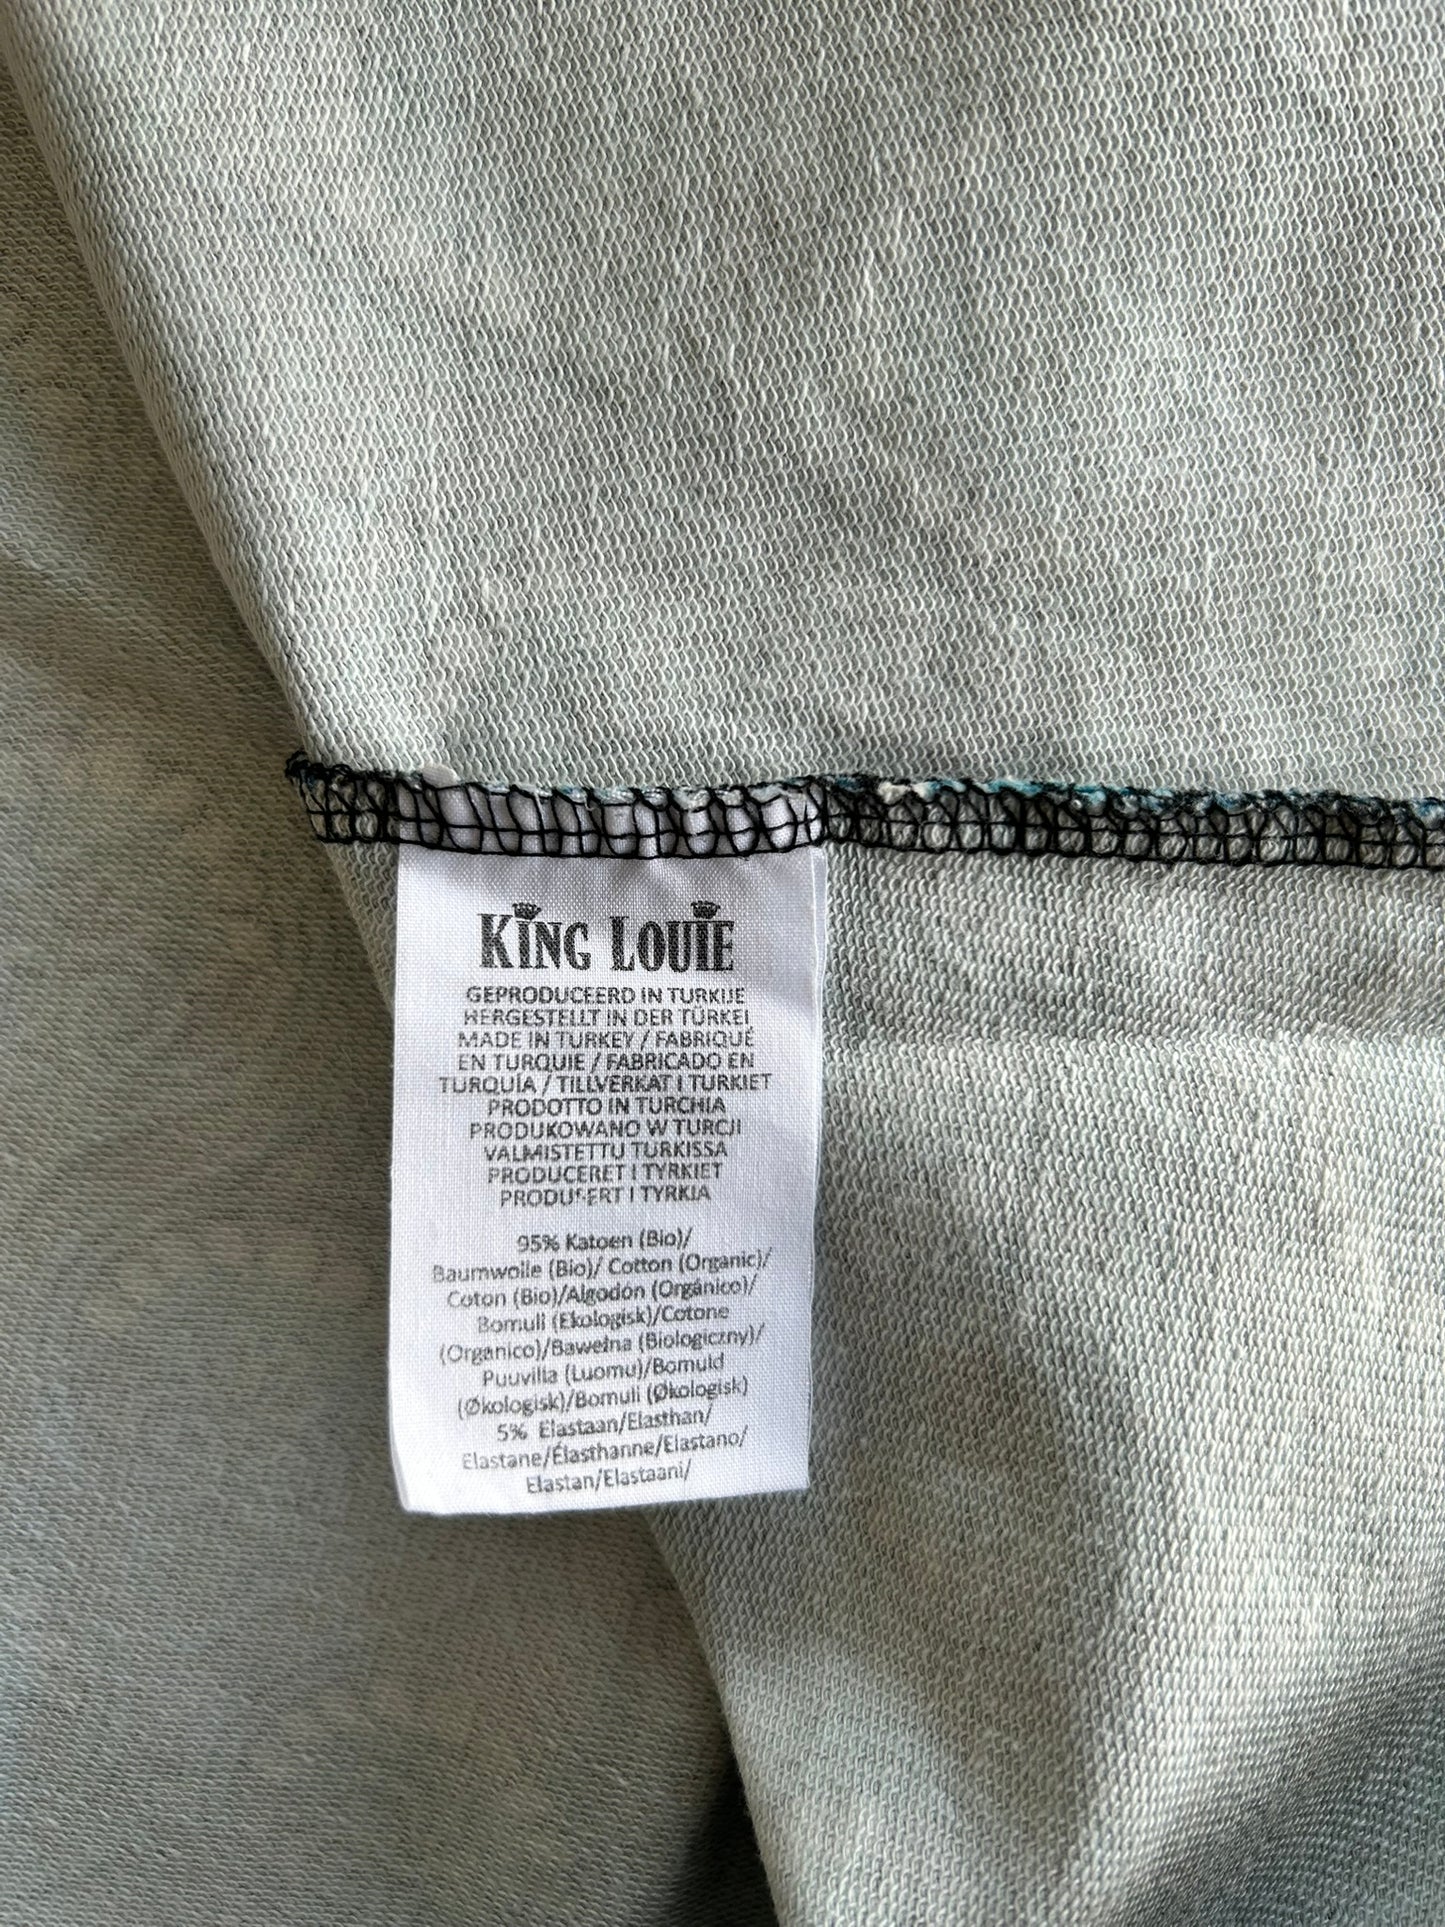 KING LOUIE
GEPRODUCEERD IN TURKIJE
HERGESTELLT IN DER TÜRKEI
MADE IN TURKEY / FABRIQUÉ
EN TURQUIE / FABRICADO EN
TURQUÍA / TILLVERKAT I TURKIET
PRODOTTO IN TURCHIA
PRODUKOWANO W TURCJI
VALMISTETTU TURKISSA
PRODUCERET I TYRKIET
PRODUSERT I TYRKIA
95% Katoen (Bio)/
Baumwolle (Bio)/ Cotton (Organic)/
Coton (Bio)/Algodón (Orgánico)/
Bomull (Ekologisk)/Cotone
(Organico)/Bawełna (Biologiczny)/
Puuvilla (Luomu)/Bomuld
(Økologisk)/Bomull (Økologisk)
5% Elastaan/Elasthan/
Elastane/Élasthanne/Elastano/
Elastan/Elastaani/